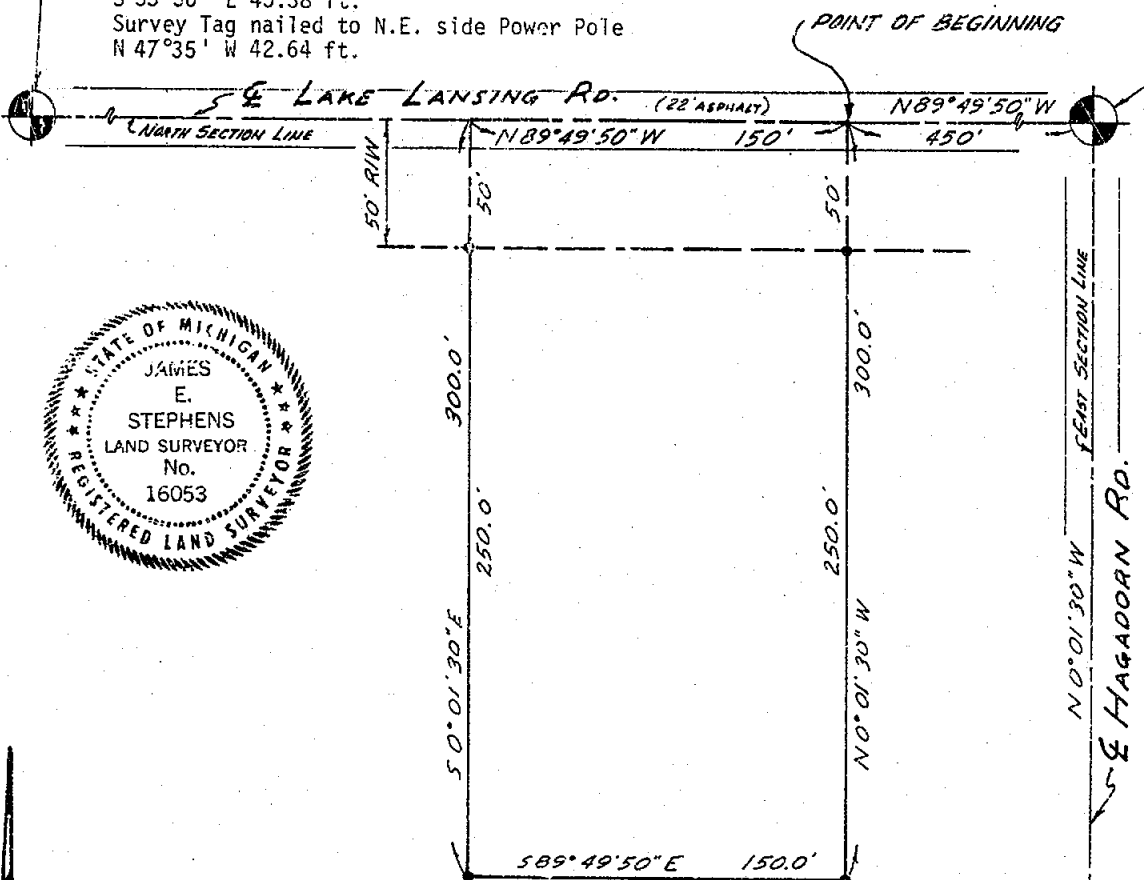 S 55°50' E 45.38 ft.
Survey Tag nailed to N.E. side Power Pole
N 47°35' W 42.64 ft.
POINT OF BEGINNING
℄ LAKE LANSING RD. (22' ASPHALT)
N89°49'50"W
NORTH SECTION LINE
N89°49'50"W 150'
450'
50' R/W
50'
50'
300.0'
300.0'
EAST SECTION LINE
STATE OF MICHIGAN
JAMES
E.
STEPHENS
LAND SURVEYOR
No.
16053
REGISTERED LAND SURVEYOR
250.0'
250.0'
S 0°01'30"E
N 0°01'30"W
N 0°01'30"W
℄ HAGADORN RD.
S89°49'50"E 150.0'